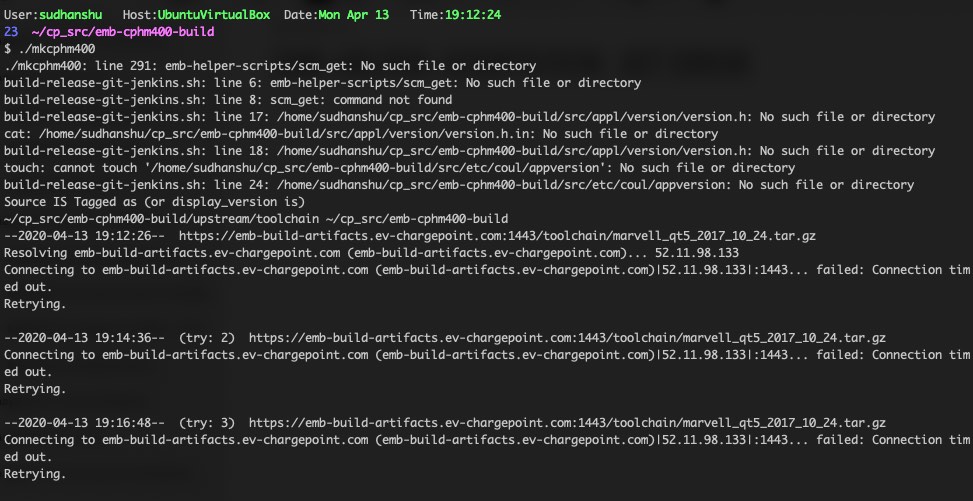 User:sudhanshu Host:UbuntuVirtualBox Date:Mon Apr 13 Time:19:12:24
23 ~/cp_src/emb-cphm400-build
$ ./mkcphm400
./mkcphm400: line 291: emb-helper-scripts/scm_get: No such file or directory
build-release-git-jenkins.sh: line 6: emb-helper-scripts/scm_get: No such file or directory
build-release-git-jenkins.sh: line 8: scm_get: command not found
build-release-git-jenkins.sh: line 17: /home/sudhanshu/cp_src/emb-cphm400-build/src/appl/version/version.h: No such file or directory
cat: /home/sudhanshu/cp_src/emb-cphm400-build/src/appl/version/version.h.in: No such file or directory
build-release-git-jenkins.sh: line 18: /home/sudhanshu/cp_src/emb-cphm400-build/src/appl/version/version.h: No such file or directory
touch: cannot touch '/home/sudhanshu/cp_src/emb-cphm400-build/src/etc/coul/appversion': No such file or directory
build-release-git-jenkins.sh: line 24: /home/sudhanshu/cp_src/emb-cphm400-build/src/etc/coul/appversion: No such file or directory
Source IS Tagged as (or display_version is)
~/cp_src/emb-cphm400-build/upstream/toolchain ~/cp_src/emb-cphm400-build
--2020-04-13 19:12:26-- https://emb-build-artifacts.ev-chargepoint.com:1443/toolchain/marvell_qt5_2017_10_24.tar.gz
Resolving emb-build-artifacts.ev-chargepoint.com (emb-build-artifacts.ev-chargepoint.com)... 52.11.98.133
Connecting to emb-build-artifacts.ev-chargepoint.com (emb-build-artifacts.ev-chargepoint.com)|52.11.98.133|:1443... failed: Connection tim
ed out.
Retrying.
--2020-04-13 19:14:36-- (try: 2) https://emb-build-artifacts.ev-chargepoint.com:1443/toolchain/marvell_qt5_2017_10_24.tar.gz
Connecting to emb-build-artifacts.ev-chargepoint.com (emb-build-artifacts.ev-chargepoint.com)|52.11.98.133|:1443... failed: Connection tim
ed out.
Retrying.
--2020-04-13 19:16:48-- (try: 3) https://emb-build-artifacts.ev-chargepoint.com:1443/toolchain/marvell_qt5_2017_10_24.tar.gz
Connecting to emb-build-artifacts.ev-chargepoint.com (emb-build-artifacts.ev-chargepoint.com)|52.11.98.133|:1443... failed: Connection tim
ed out.
Retrying.